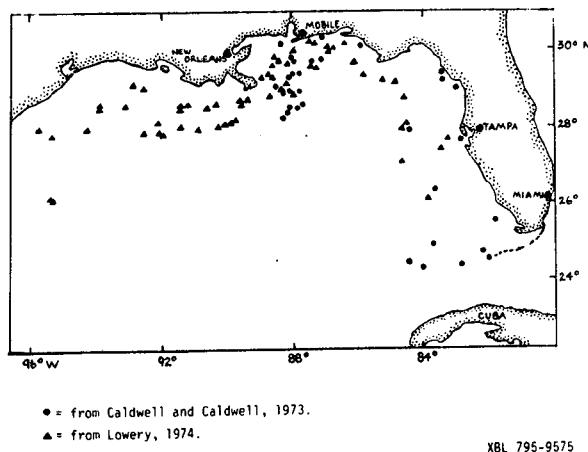 MOBILE
30°N
NEW
ORLEANS
28°
TAMPA
MIAMI
26°
24°
CUBA
96°W
92°
88°
84°
● = from Caldwell and Caldwell, 1973.
▲ = from Lowery, 1974.
XBL 795-9575